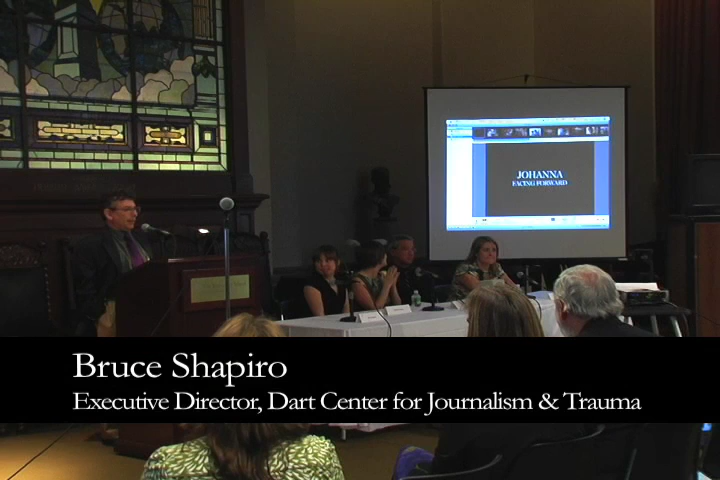 JOHANNA
FACING FORWARD
Bruce Shapiro
Executive Director, Dart Center for Journalism & Trauma